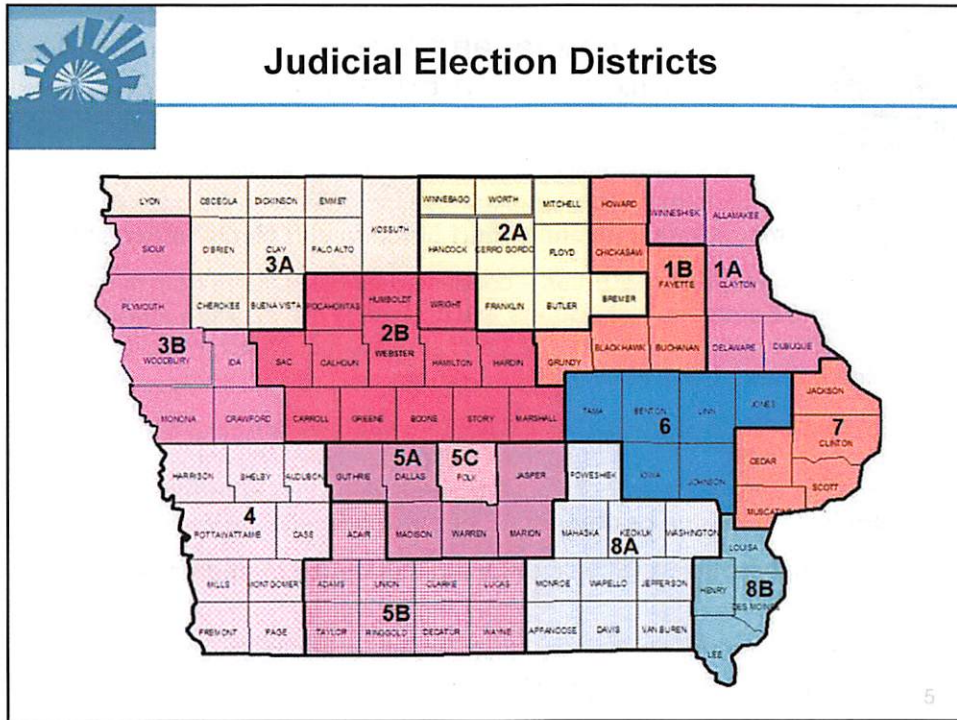 Judicial Election Districts
LYON OSCEOLA DICKINSON EMMET WINNEBAGO WORTH MITCHELL HOWARD
WINNESHIEK ALLAMAKEE
KOSSUTH
SIOUX O'BRIEN CLAY PALO ALTO HANCOCK 2A CERRO GORDO FLOYD CHICKASAW
3A 1B 1A
FAYETTE CLAYTON
PLYMOUTH CHEROKEE BUENA VISTA POCAHONTAS HUMBOLDT WRIGHT FRANKLIN BUTLER BREMER
2B
3B WEBSTER
WOODBURY IDA SAC CALHOUN HAMILTON HARDIN GRUNDY BLACK HAWK BUCHANAN DELAWARE DUBUQUE
JACKSON
MONONA CRAWFORD CARROLL GREENE BOONE STORY MARSHALL TAMA BENTON LINN JONES
6 7
CLINTON
HARRISON SHELBY AUDUBON GUTHRIE 5A DALLAS 5C POLK JASPER POWESHIEK IOWA JOHNSON CEDAR
SCOTT
MUSCATINE
4
POTTAWATTAMIE CASS ADAIR MADISON WARREN MARION MAHASKA KEOKUK WASHINGTON
8A LOUISA
MILLS MONTGOMERY ADAMS UNION CLARKE LUCAS MONROE WAPELLO JEFFERSON HENRY 8B
DES MOINES
5B
FREMONT PAGE TAYLOR RINGGOLD DECATUR WAYNE APPANOOSE DAVIS VAN BUREN
LEE
5